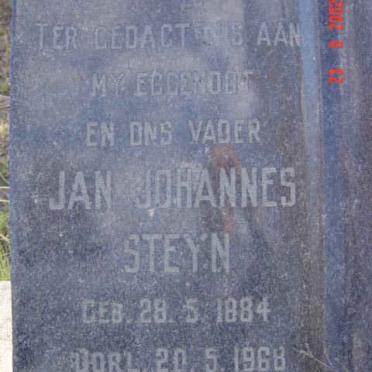 TER GEDAGTENIS AAN
MY EGGENOOT
EN ONS VADER
JAN JOHANNES
STEYN
GEB. 28. 5. 1884
OORL. 20. 5. 1968